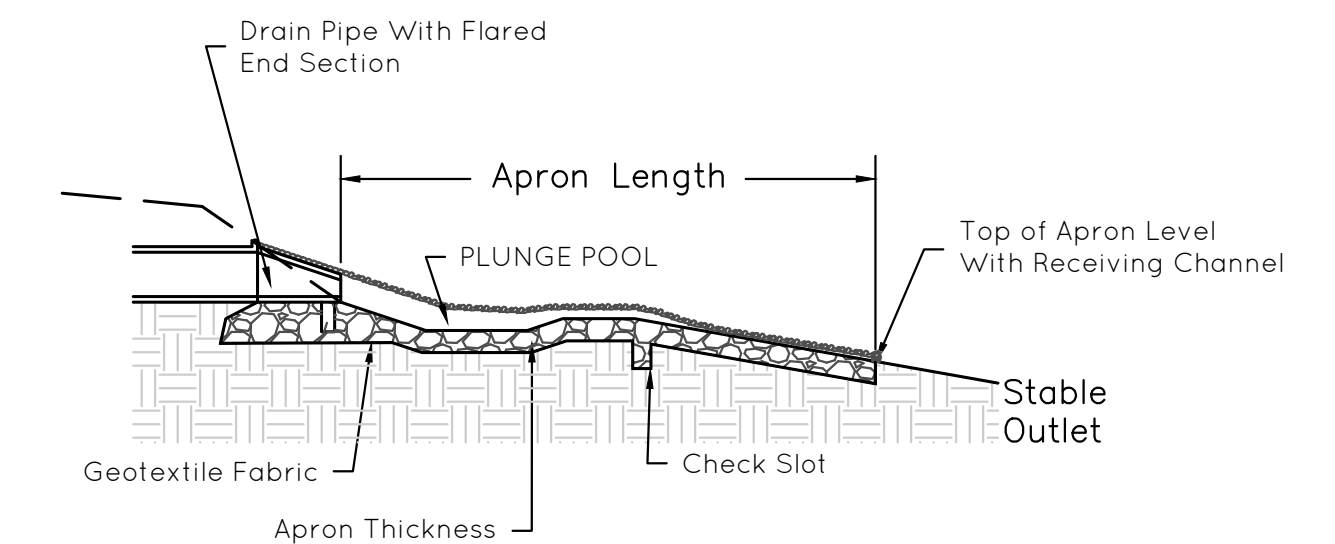 Drain Pipe With Flared
End Section
Apron Length
PLUNGE POOL
Top of Apron Level
With Receiving Channel
Stable
Outlet
Geotextile Fabric
Check Slot
Apron Thickness